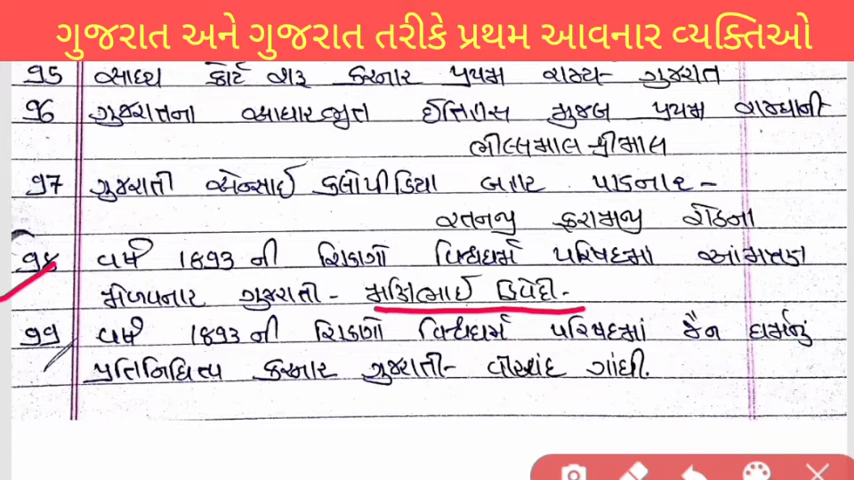 ગુજરાત અને ગુજરાત તરીકે પ્રથમ આવનાર વ્યક્તિઓ
95 સાંધ્ય કોર્ટ શરૂ કરનાર પ્રથમ રાજ્ય- ગુજરાત
96 ગુજરાતના આધારભૂત ઈતિહાસ મુજબ પ્રથમ રાજધાની
ભીલ્લમાલ શ્રીમાલ
97 ગુજરાતી એન્સાઈ ક્લોપીડિયા બહાર પાડનાર-
રતનજી ફરામજી શેઠના
98 વર્ષ 1893 ની શિકાગો વિશ્વધર્મ પરિષદમાં આમંત્રણ
મેળવનાર ગુજરાતી- મણિભાઈ દ્વિવેદી-
99 વર્ષ 1893 ની શિકાગો વિશ્વધર્મ પરિષદમાં જૈન ધર્મનું
પ્રતિનિધિત્વ કરનાર ગુજરાતી- વીરચંદ ગાંધી.